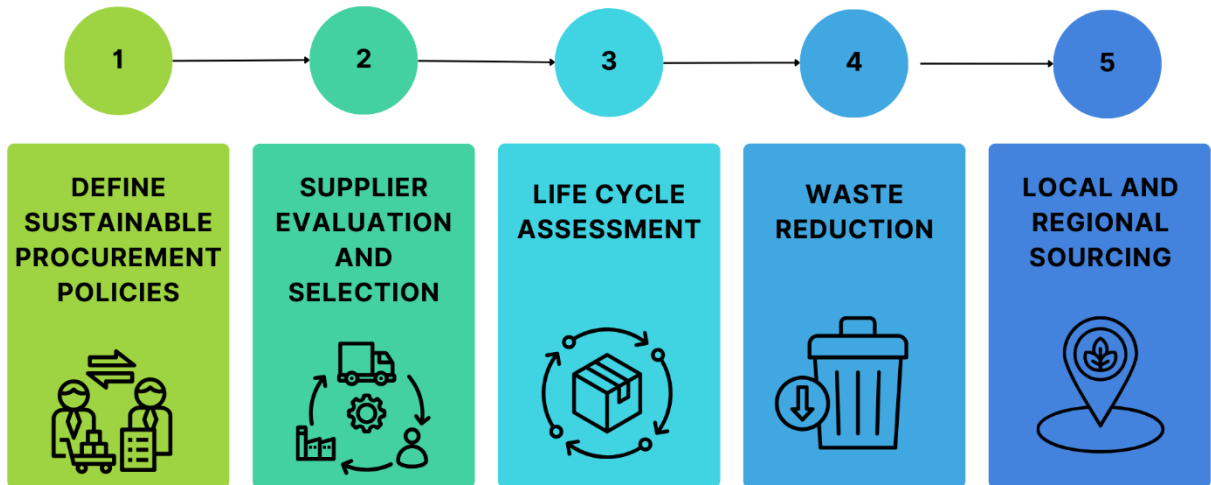 1
2
3
4
5
DEFINE
SUSTAINABLE
PROCUREMENT
POLICIES
SUPPLIER
EVALUATION
AND
SELECTION
LIFE CYCLE
ASSESSMENT
WASTE
REDUCTION
LOCAL AND
REGIONAL
SOURCING